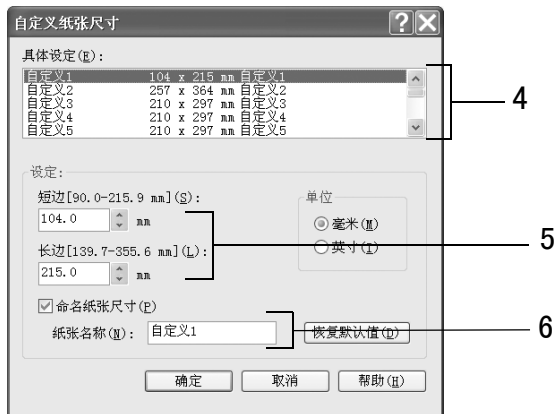 自定义纸张尺寸
具体设定(E):
自定义1 104 x 215 mm 自定义1
自定义2 257 x 364 mm 自定义2
自定义3 210 x 297 mm 自定义3
自定义4 210 x 297 mm 自定义4
自定义5 210 x 297 mm 自定义5
4
设定:
短边[90.0-215.9 mm](S):
104.0 mm
长边[139.7-355.6 mm](L):
215.0 mm
单位
毫米(M)
英寸(I)
5
命名纸张尺寸(P)
纸张名称(N): 自定义1
恢复默认值(D)
6
确定 取消 帮助(H)